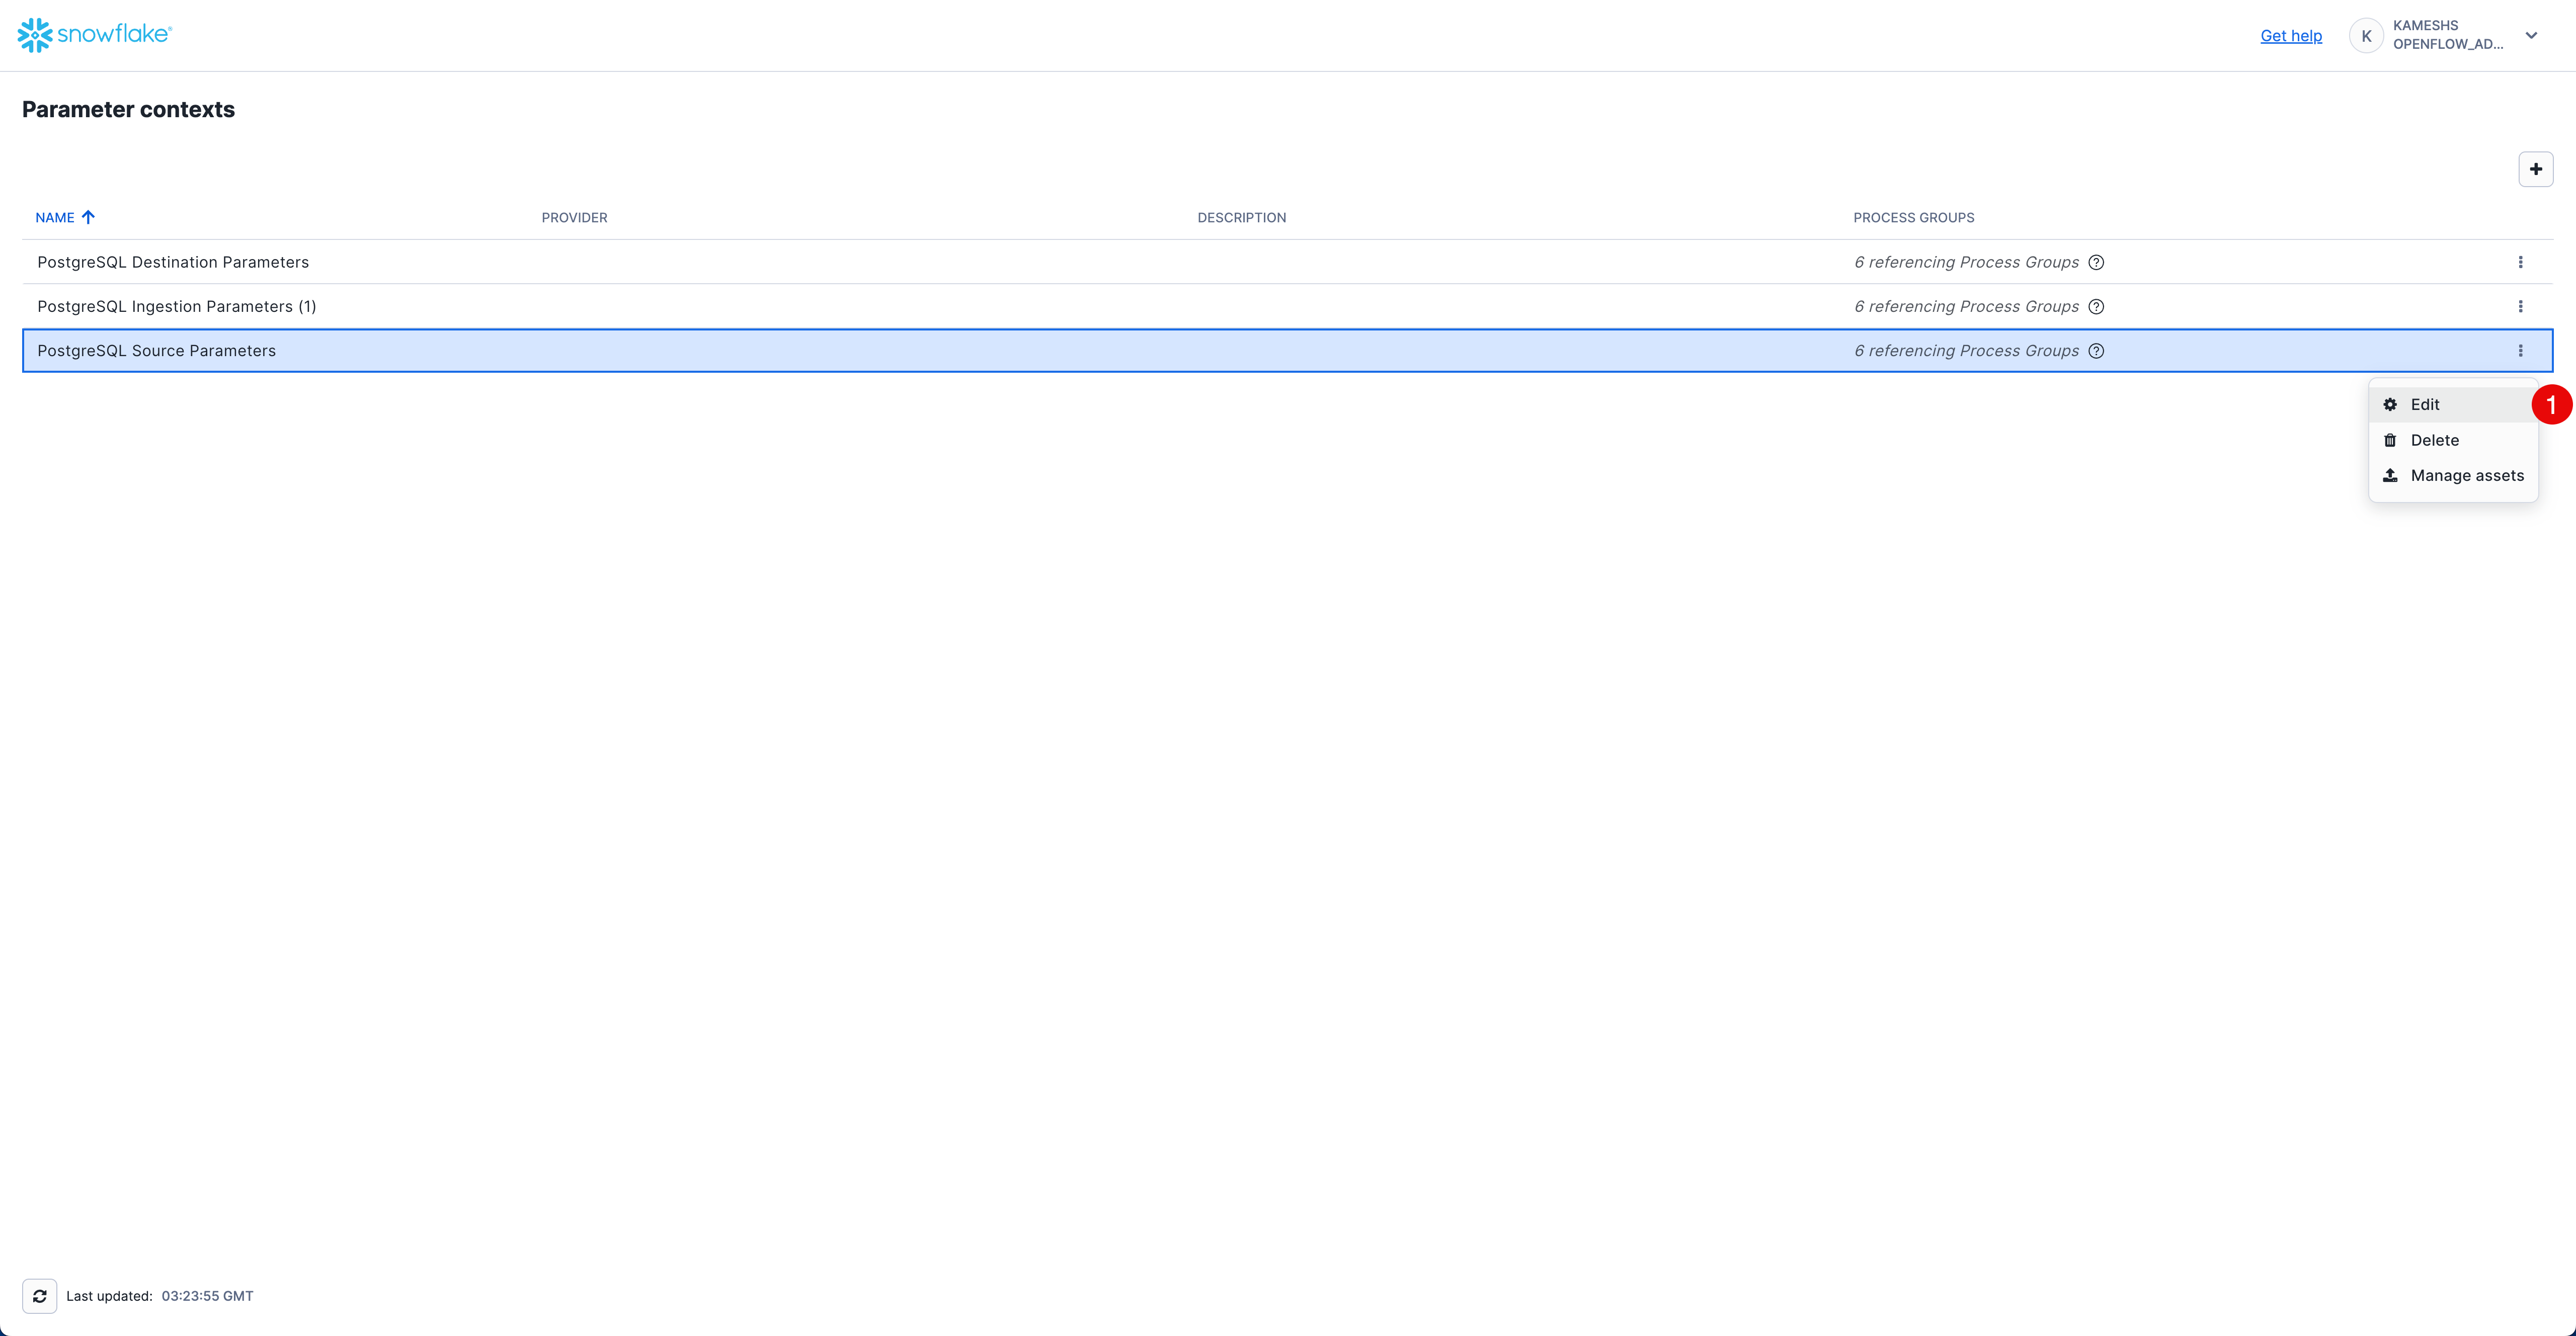 snowflake®
Get help
K
KAMESHS
OPENFLOW_AD...
Parameter contexts
NAME PROVIDER DESCRIPTION PROCESS GROUPS
PostgreSQL Destination Parameters 6 referencing Process Groups
PostgreSQL Ingestion Parameters (1) 6 referencing Process Groups
PostgreSQL Source Parameters 6 referencing Process Groups
Edit 1
Delete
Manage assets
Last updated: 03:23:55 GMT